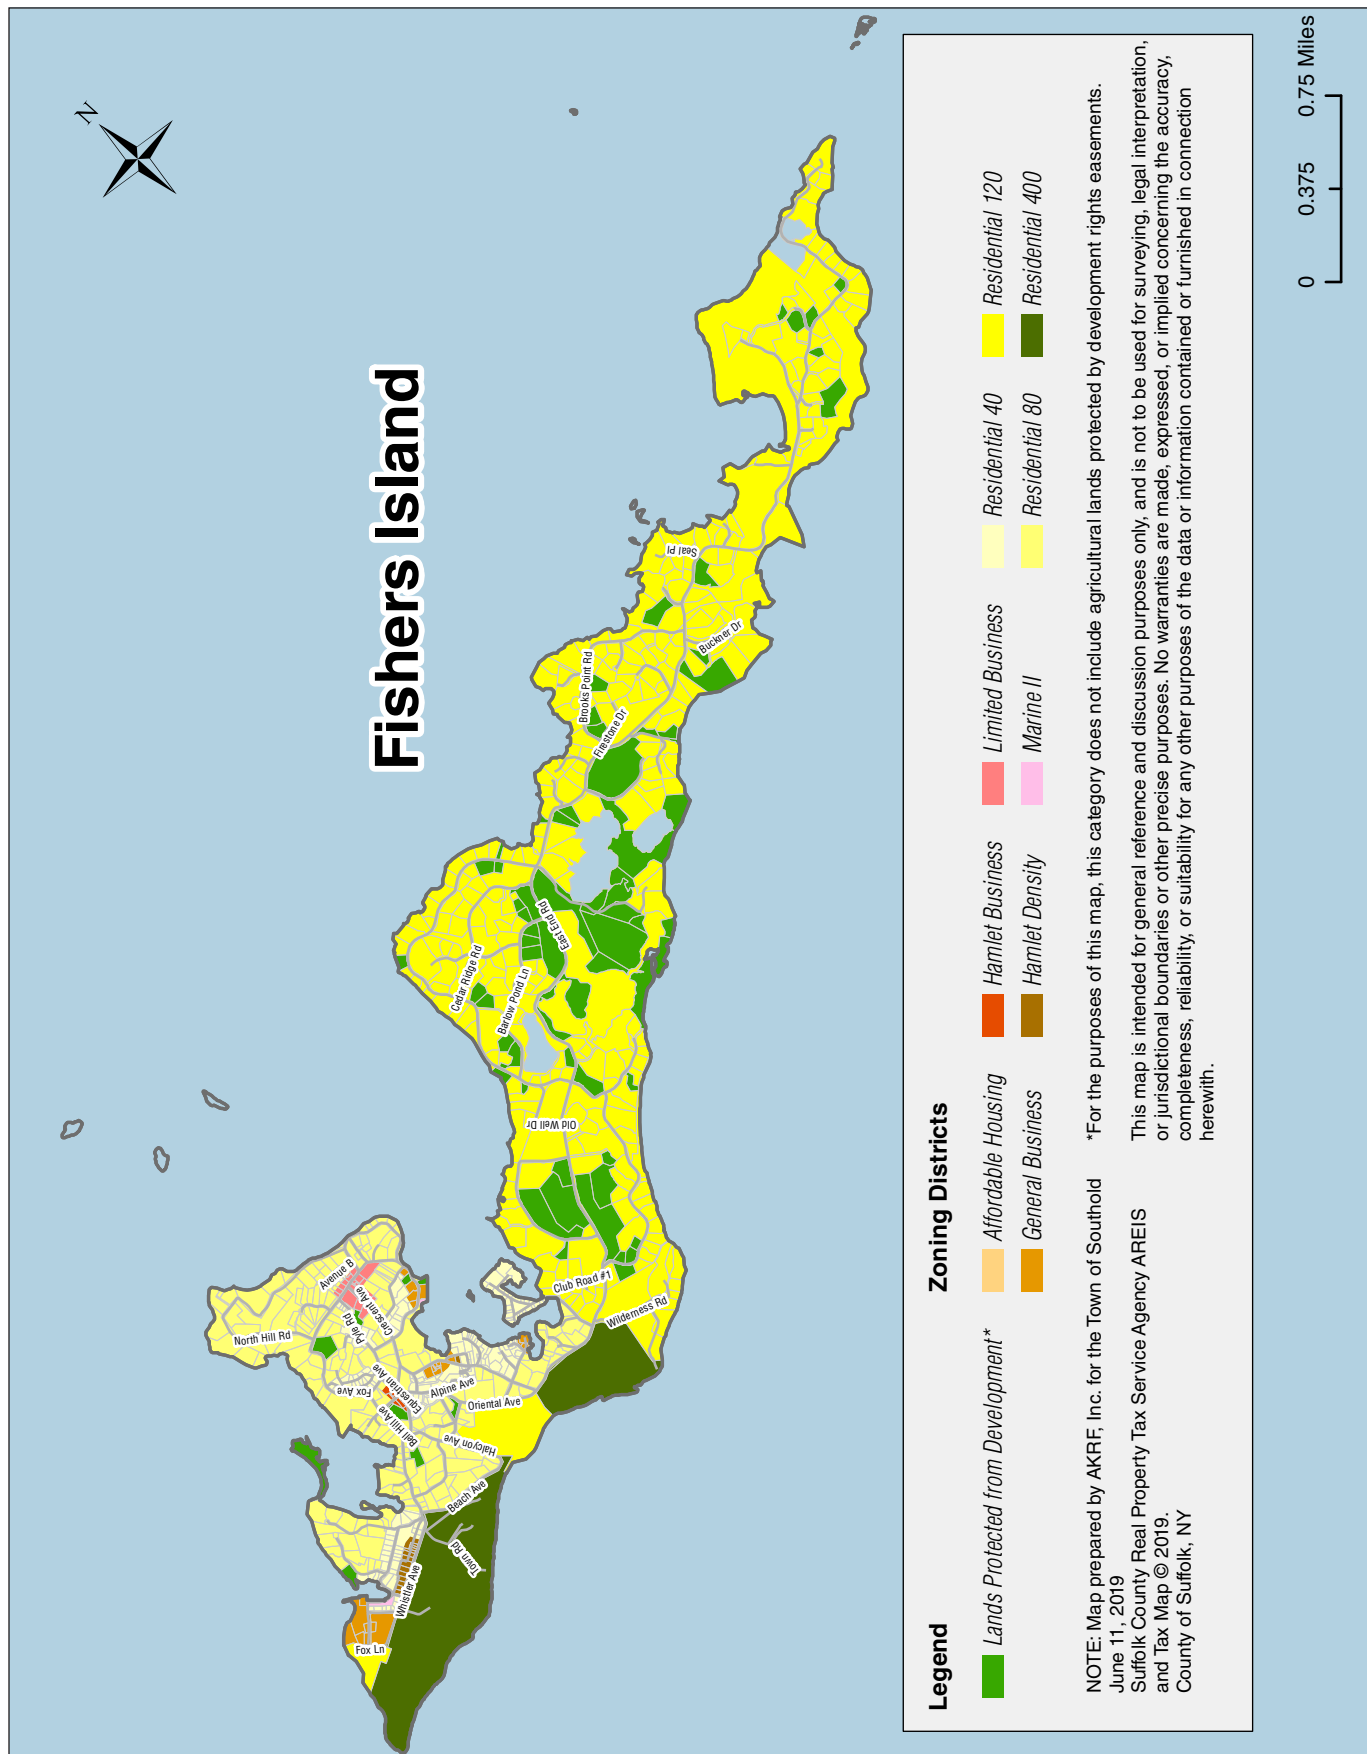 Fishers Island
N
Seal Pl
Buckner Dr
Brooks Point Rd
Firestone Dr
East End Rd
Cedar Ridge Rd
Barlow Pond Ln
Old Well Dr
Club Road #1
Wilderness Rd
Avenue B
Crescent Ave
Pyle Rd
North Hill Rd
Equestrian Ave
Fox Ave
Alpine Ave
Bell Hill Ave
Oriental Ave
Halcyon Ave
Beach Ave
Town Rd
Whistler Ave
Fox Ln
Legend
Lands Protected from Development*
Zoning Districts
Affordable Housing
General Business
Hamlet Business
Hamlet Density
Limited Business
Marine II
Residential 40
Residential 80
Residential 120
Residential 400
NOTE: Map prepared by AKRF, Inc. for the Town of Southold
June 11, 2019
Suffolk County Real Property Tax Service Agency AREIS
and Tax Map © 2019.
County of Suffolk, NY
*For the purposes of this map, this category does not include agricultural lands protected by development rights easements.
This map is intended for general reference and discussion purposes only, and is not to be used for surveying, legal interpretation,
or jurisdictional boundaries or other precise purposes. No warranties are made, expressed, or implied concerning the accuracy,
completeness, reliability, or suitability for any other purposes of the data or information contained or furnished in connection
herewith.
0 0.375 0.75 Miles